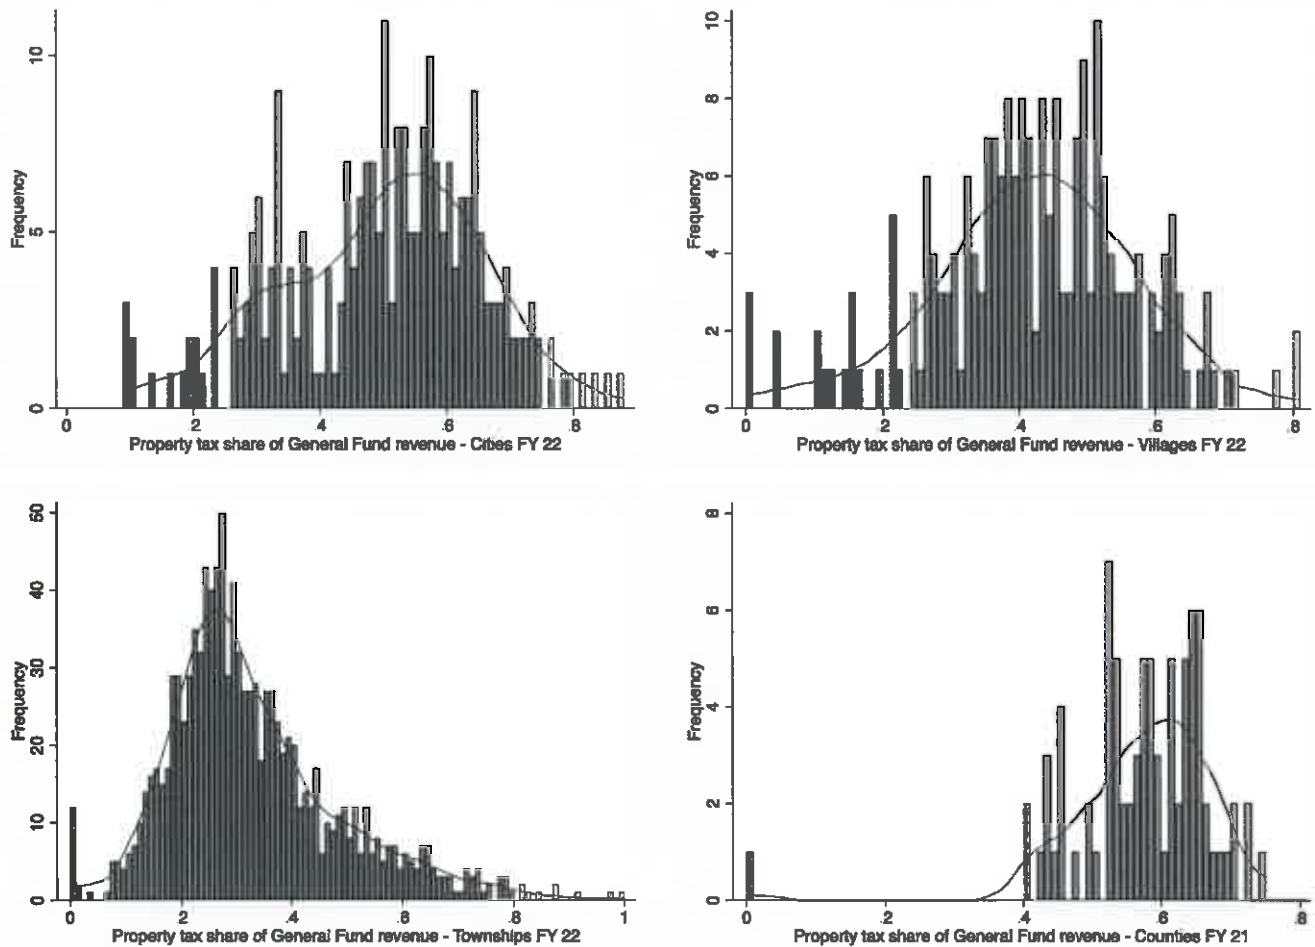 10
5
0
Frequency
0 .2 .4 .6 .8
Property tax share of General Fund revenue - Cities FY 22
10
8
6
4
2
0
Frequency
0 .2 .4 .6 .8
Property tax share of General Fund revenue - Villages FY 22
50
40
30
20
10
0
Frequency
0 .2 .4 .6 .8 1
Property tax share of General Fund revenue - Townships FY 22
8
6
4
2
0
Frequency
0 .2 .4 .6 .8
Property tax share of General Fund revenue - Counties FY 21